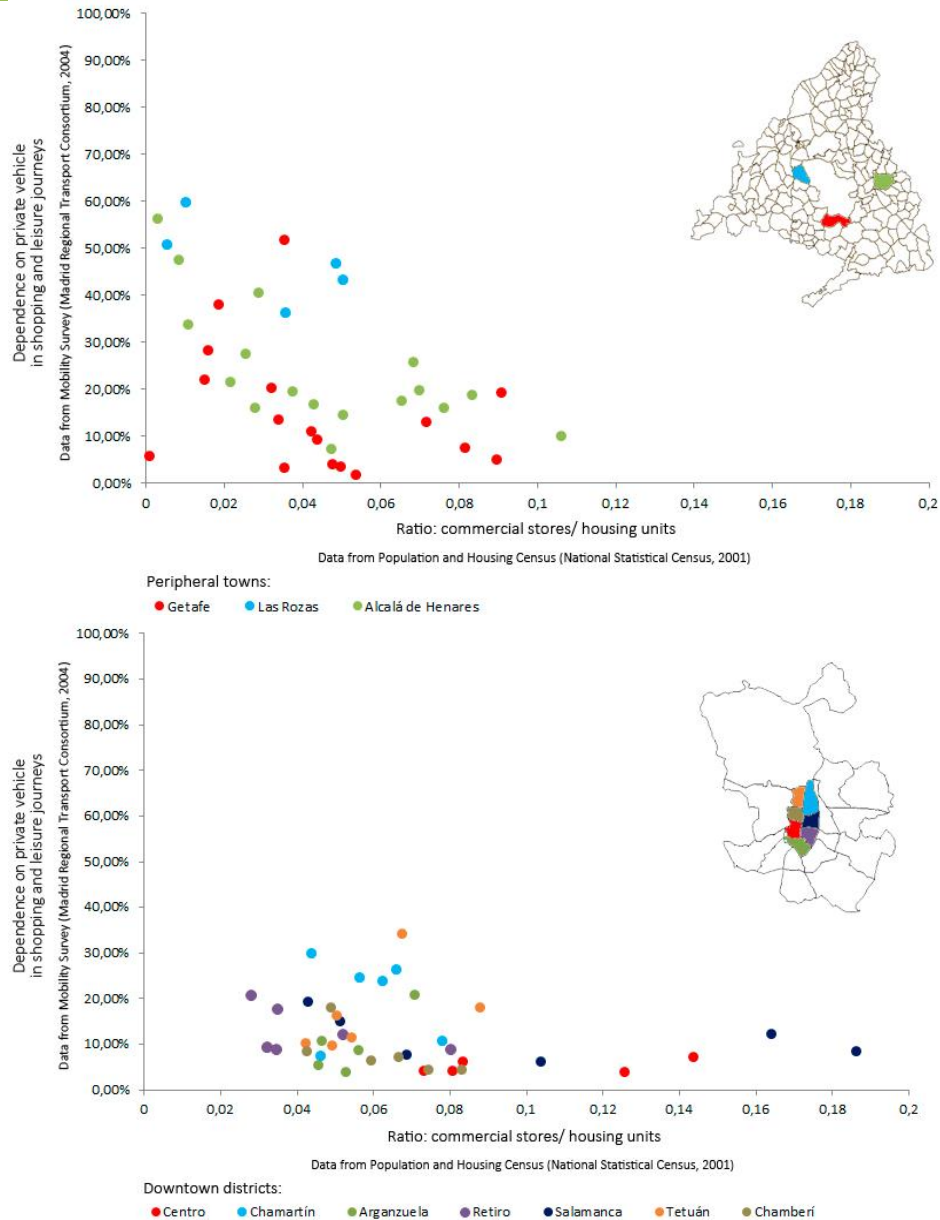 100,00%
90,00%
80,00%
70,00%
60,00%
50,00%
40,00%
30,00%
20,00%
10,00%
0,00%
Dependence on private vehicle
in shopping and leisure journeys
Data from Mobility Survey (Madrid Regional Transport Consortium, 2004)
0 0,02 0,04 0,06 0,08 0,1 0,12 0,14 0,16 0,18 0,2
Ratio: commercial stores/ housing units
Data from Population and Housing Census (National Statistical Census, 2001)
Peripheral towns:
Getafe Las Rozas Alcalá de Henares
100,00%
90,00%
80,00%
70,00%
60,00%
50,00%
40,00%
30,00%
20,00%
10,00%
0,00%
Dependence on private vehicle
in shopping and leisure journeys
Data from Mobility Survey (Madrid Regional Transport Consortium, 2004)
0 0,02 0,04 0,06 0,08 0,1 0,12 0,14 0,16 0,18 0,2
Ratio: commercial stores/ housing units
Data from Population and Housing Census (National Statistical Census, 2001)
Downtown districts:
Centro Chamartín Arganzuela Retiro Salamanca Tetuán Chamberí